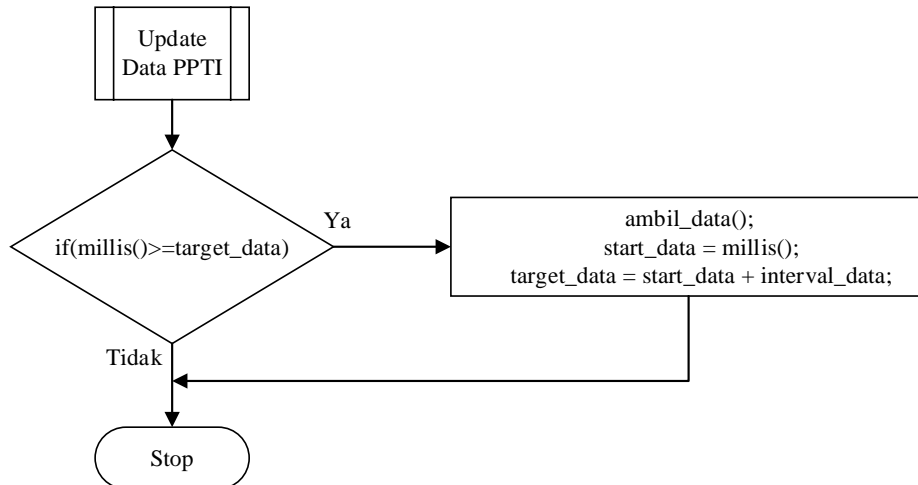 Update
Data PPTI
if(millis()>=target_data)
Ya
ambil_data();
start_data = millis();
target_data = start_data + interval_data;
Tidak
Stop